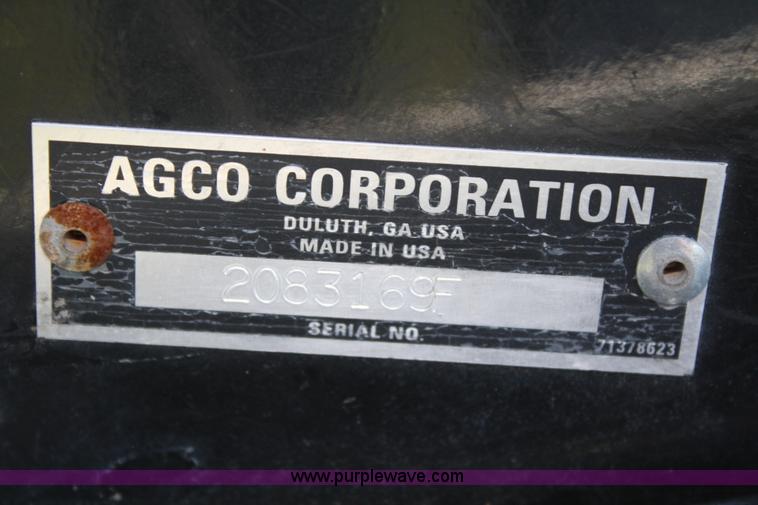 AGCO CORPORATION
DULUTH, GA USA
MADE IN USA
2083169F
SERIAL NO.
71378623
www.purplewave.com